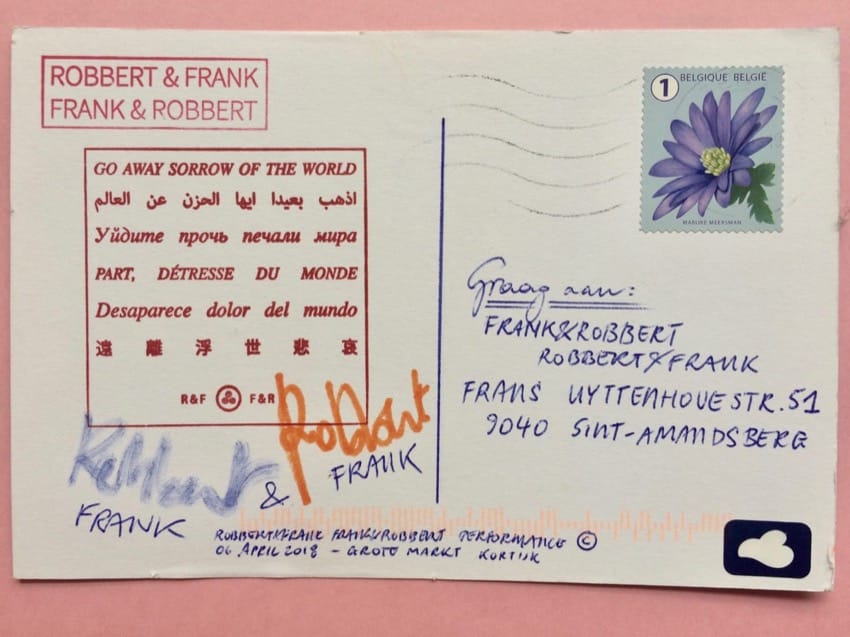 ROBBERT & FRANK
FRANK & ROBBERT
GO AWAY SORROW OF THE WORLD
اذهب بعيدا ايها الحزن عن العالم
Уйдите прочь печали мира
PART, DÉTRESSE DU MONDE
Desaparece dolor del mundo
遠離浮世悲哀
R&F F&R
Robbert
FRANK
&
Robbert
FRANK
ROBBERT&FRANK FRANK&ROBBERT PERFORMANCE ©
06 APRIL 2018 - GROTE MARKT KORTIJK
1 BELGIQUE BELGIË
MARIJKE MEERSMAN
Graag aan:
FRANK&ROBBERT
ROBBERT&FRANK
FRANS UYTTENHOVESTR. 51
9040 SINT-AMANDSBERG